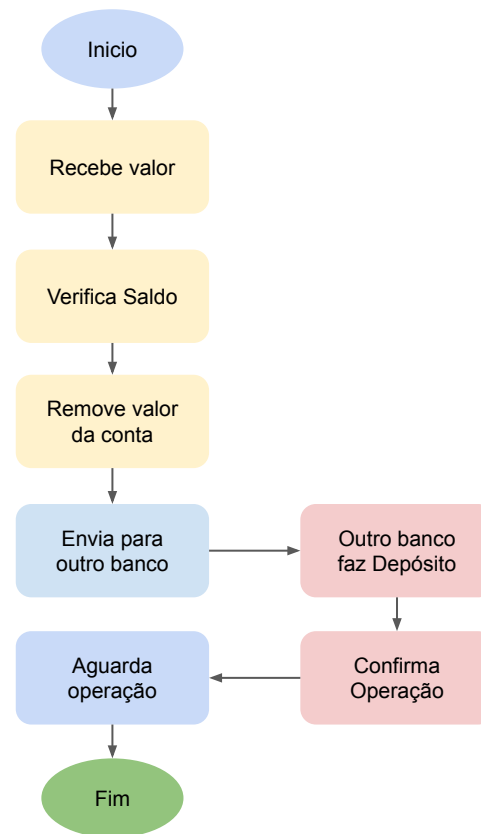 Inicio
Recebe valor
Verifica Saldo
Remove valor
da conta
Envia para
outro banco
Outro banco
faz Depósito
Confirma
Operação
Aguarda
operação
Fim